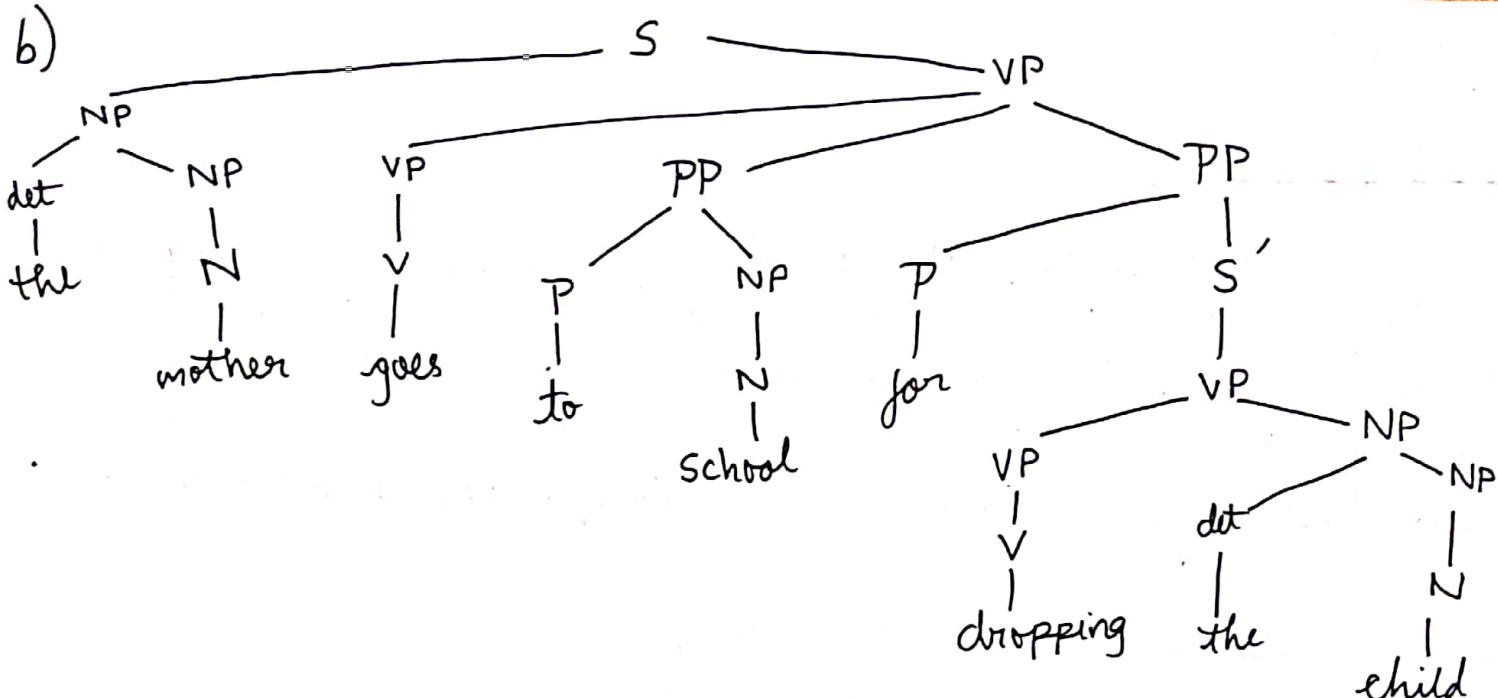 b)
S
NP VP
det NP VP PP PP
the N V P NP P S′
mother goes to N for VP
school VP NP
V det NP
dropping the N
child